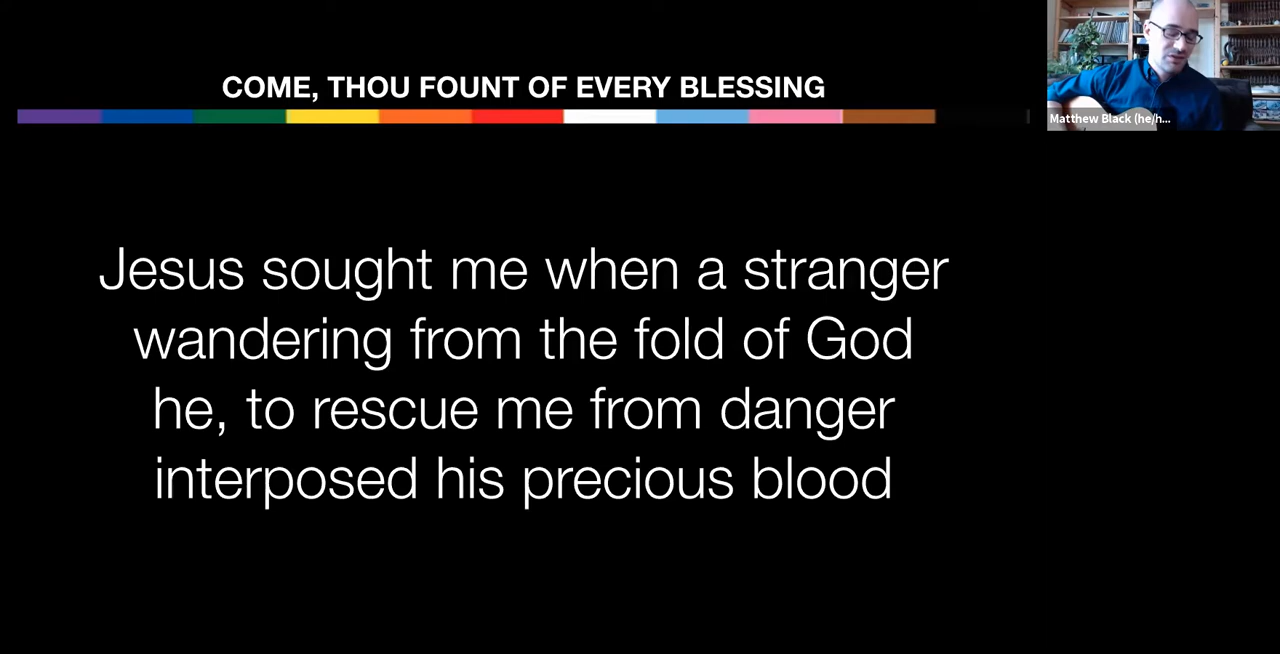 COME, THOU FOUNT OF EVERY BLESSING
Matthew Black (he/h...
Jesus sought me when a stranger
wandering from the fold of God
he, to rescue me from danger
interposed his precious blood